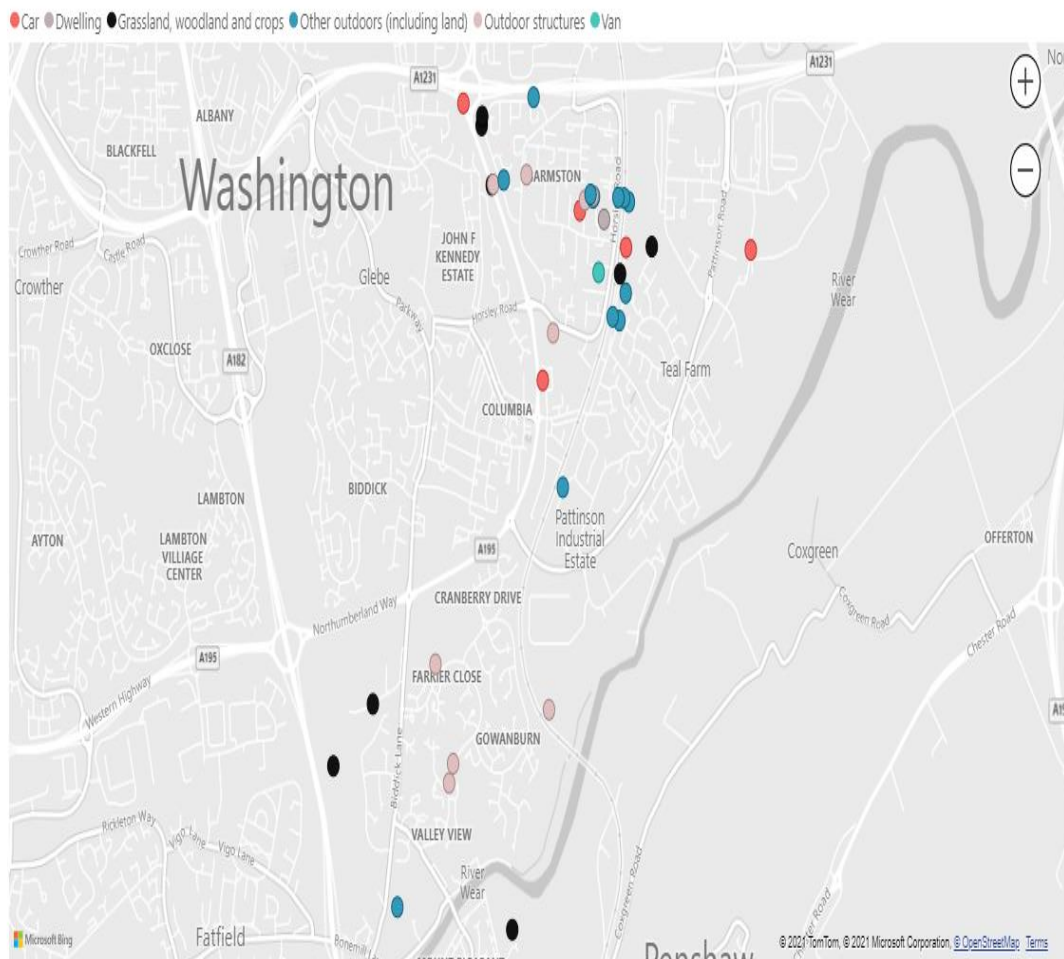 Car Dwelling Grassland, woodland and crops Other outdoors (including land) Outdoor structures Van
A1231
A1231
No
ALBANY
BLACKFELL
Washington
ARMSTON
Crowther Road
Castle Road
Crowther
JOHN F
KENNEDY
ESTATE
Glebe
Parkway
Horsley Road
Pattinson Road
River
Wear
OXCLOSE
A182
Teal Farm
COLUMBIA
BIDDICK
LAMBTON
AYTON
LAMBTON
VILLIAGE
CENTER
Pattinson
Industrial
Estate
A195
Coxgreen
OFFERTON
CRANBERRY DRIVE
Northumberland Way
Coxgreen Road
Chester Road
A195
Western Highway
FARRIER CLOSE
Biddick Lane
GOWANBURN
A19
Rickleton Way
Vigo Lane
Vigo Lane
VALLEY VIEW
River
Wear
Coxgreen Road
Chester Road
Fatfield
Microsoft Bing
© 2021 TomTom, © 2021 Microsoft Corporation, © OpenStreetMap Terms